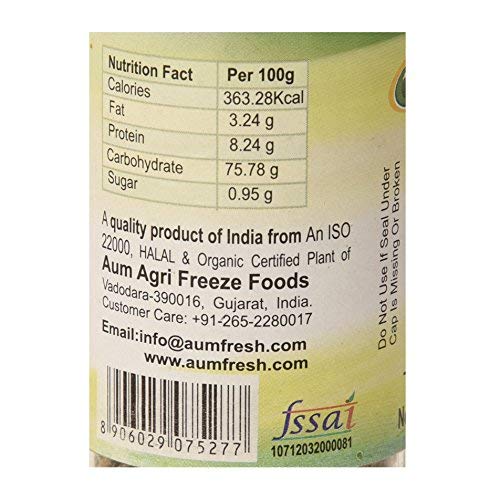 Nutrition Fact Per 100g
Calories 363.28Kcal
Fat 3.24 g
Protein 8.24 g
Carbohydrate 75.78 g
Sugar 0.95 g
A quality product of India from An ISO
22000, HALAL & Organic Certified Plant of
Aum Agri Freeze Foods
Vadodara-390016, Gujarat, India.
Customer Care: +91-265-2280017
Email:info@aumfresh.com
www.aumfresh.com
8 906029 075277
fssai
10712032000081
Do Not Use If Seal Under
Cap Is Missing Or Broken